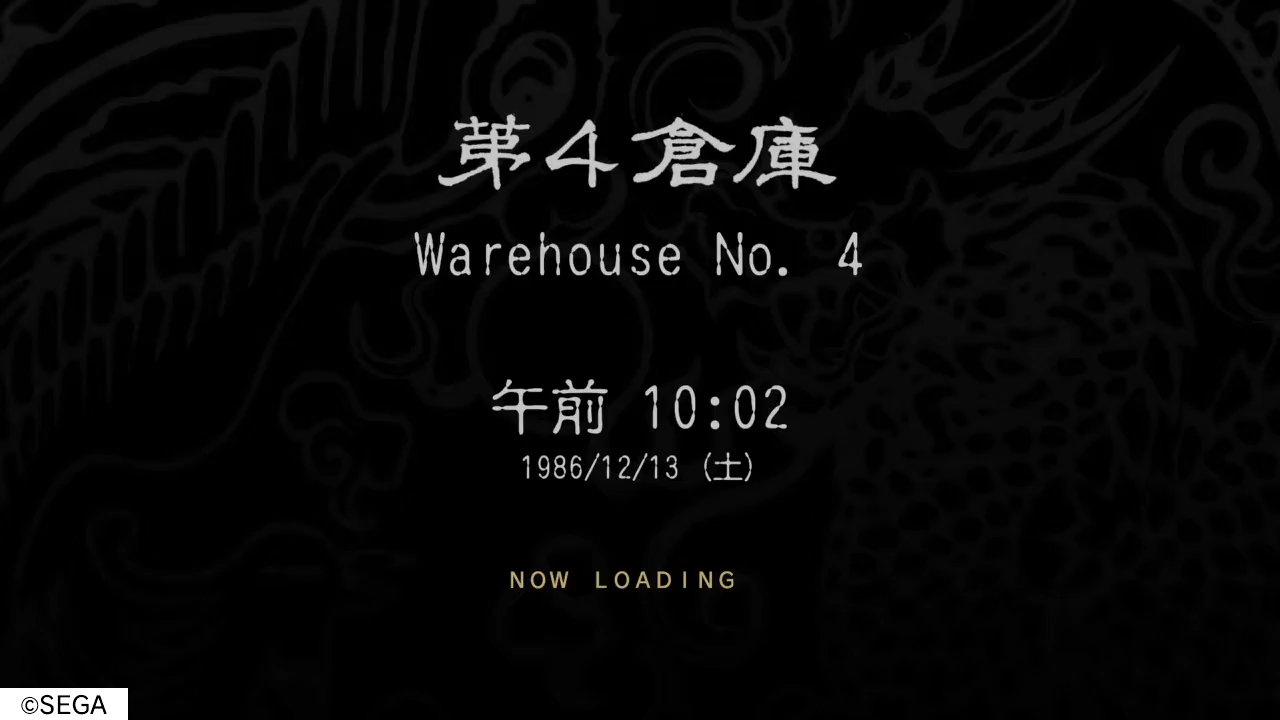 第4倉庫
Warehouse No. 4
午前 10:02
1986/12/13 (土)
NOW LOADING
©SEGA